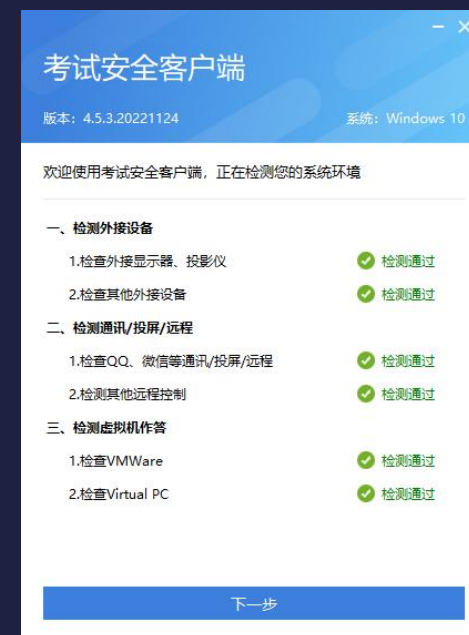 考试安全客户端
版本：4.5.3.20221124 系统：Windows 10
欢迎使用考试安全客户端，正在检测您的系统环境
一、检测外接设备
1.检查外接显示器、投影仪 检测通过
2.检查其他外接设备 检测通过
二、检测通讯/投屏/远程
1.检查QQ、微信等通讯/投屏/远程 检测通过
2.检测其他远程控制 检测通过
三、检测虚拟机作答
1.检查VMWare 检测通过
2.检查Virtual PC 检测通过
下一步